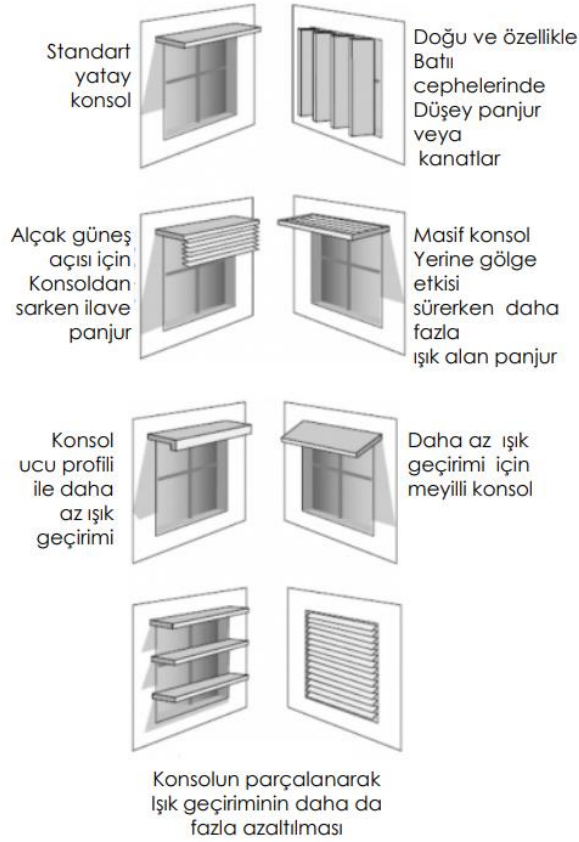 Standart
yatay
konsol
Doğu ve özellikle
Batıı
cephelerinde
Düşey panjur
veya
kanatlar
Alçak güneş
açısı için
Konsoldan
sarken ilave
panjur
Masif konsol
Yerine gölge
etkisi
sürerken daha
fazla
ışık alan panjur
Konsol
ucu profili
ile daha
az ışık
geçirimi
Daha az ışık
geçirimi için
meyilli konsol
Konsolun parçalanarak
Işık geçiriminin daha da
fazla azaltılması